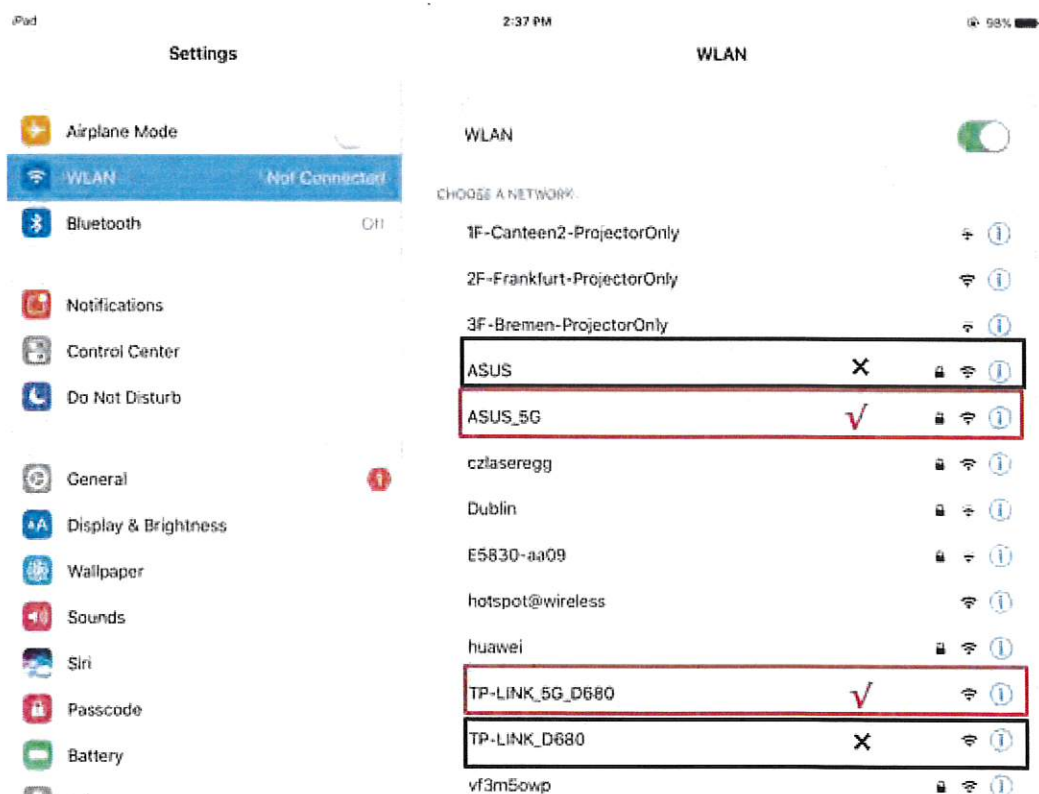 iPad
2:37 PM
98%
Settings
WLAN
Airplane Mode
WLAN
Not Connected
Bluetooth
Off
Notifications
Control Center
Do Not Disturb
General
1
Display & Brightness
AA
Wallpaper
Sounds
Siri
Passcode
Battery
WLAN
CHOOSE A NETWORK...
1F-Canteen2-ProjectorOnly
2F-Frankfurt-ProjectorOnly
3F-Bremen-ProjectorOnly
ASUS ×
ASUS_5G √
czlaseregg
Dublin
E5830-aa09
hotspot@wireless
huawei
TP-LINK_5G_D680 √
TP-LINK_D680 ×
vf3m5owp